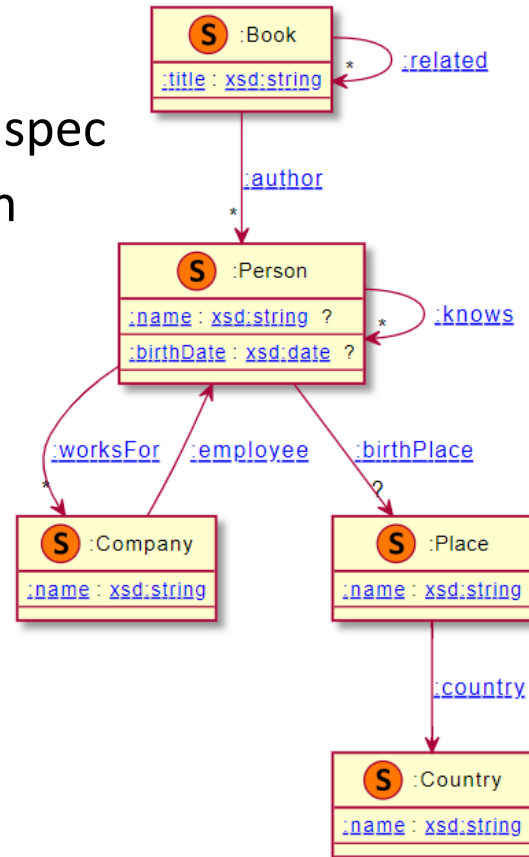 S :Book
:title : xsd:string
* :related
spec
n
:author
*
S :Person
:name : xsd:string ?
:birthDate : xsd:date ?
* :knows
:worksFor :employee :birthPlace
* ?
S :Company S :Place
:name : xsd:string :name : xsd:string
:country
S :Country
:name : xsd:string